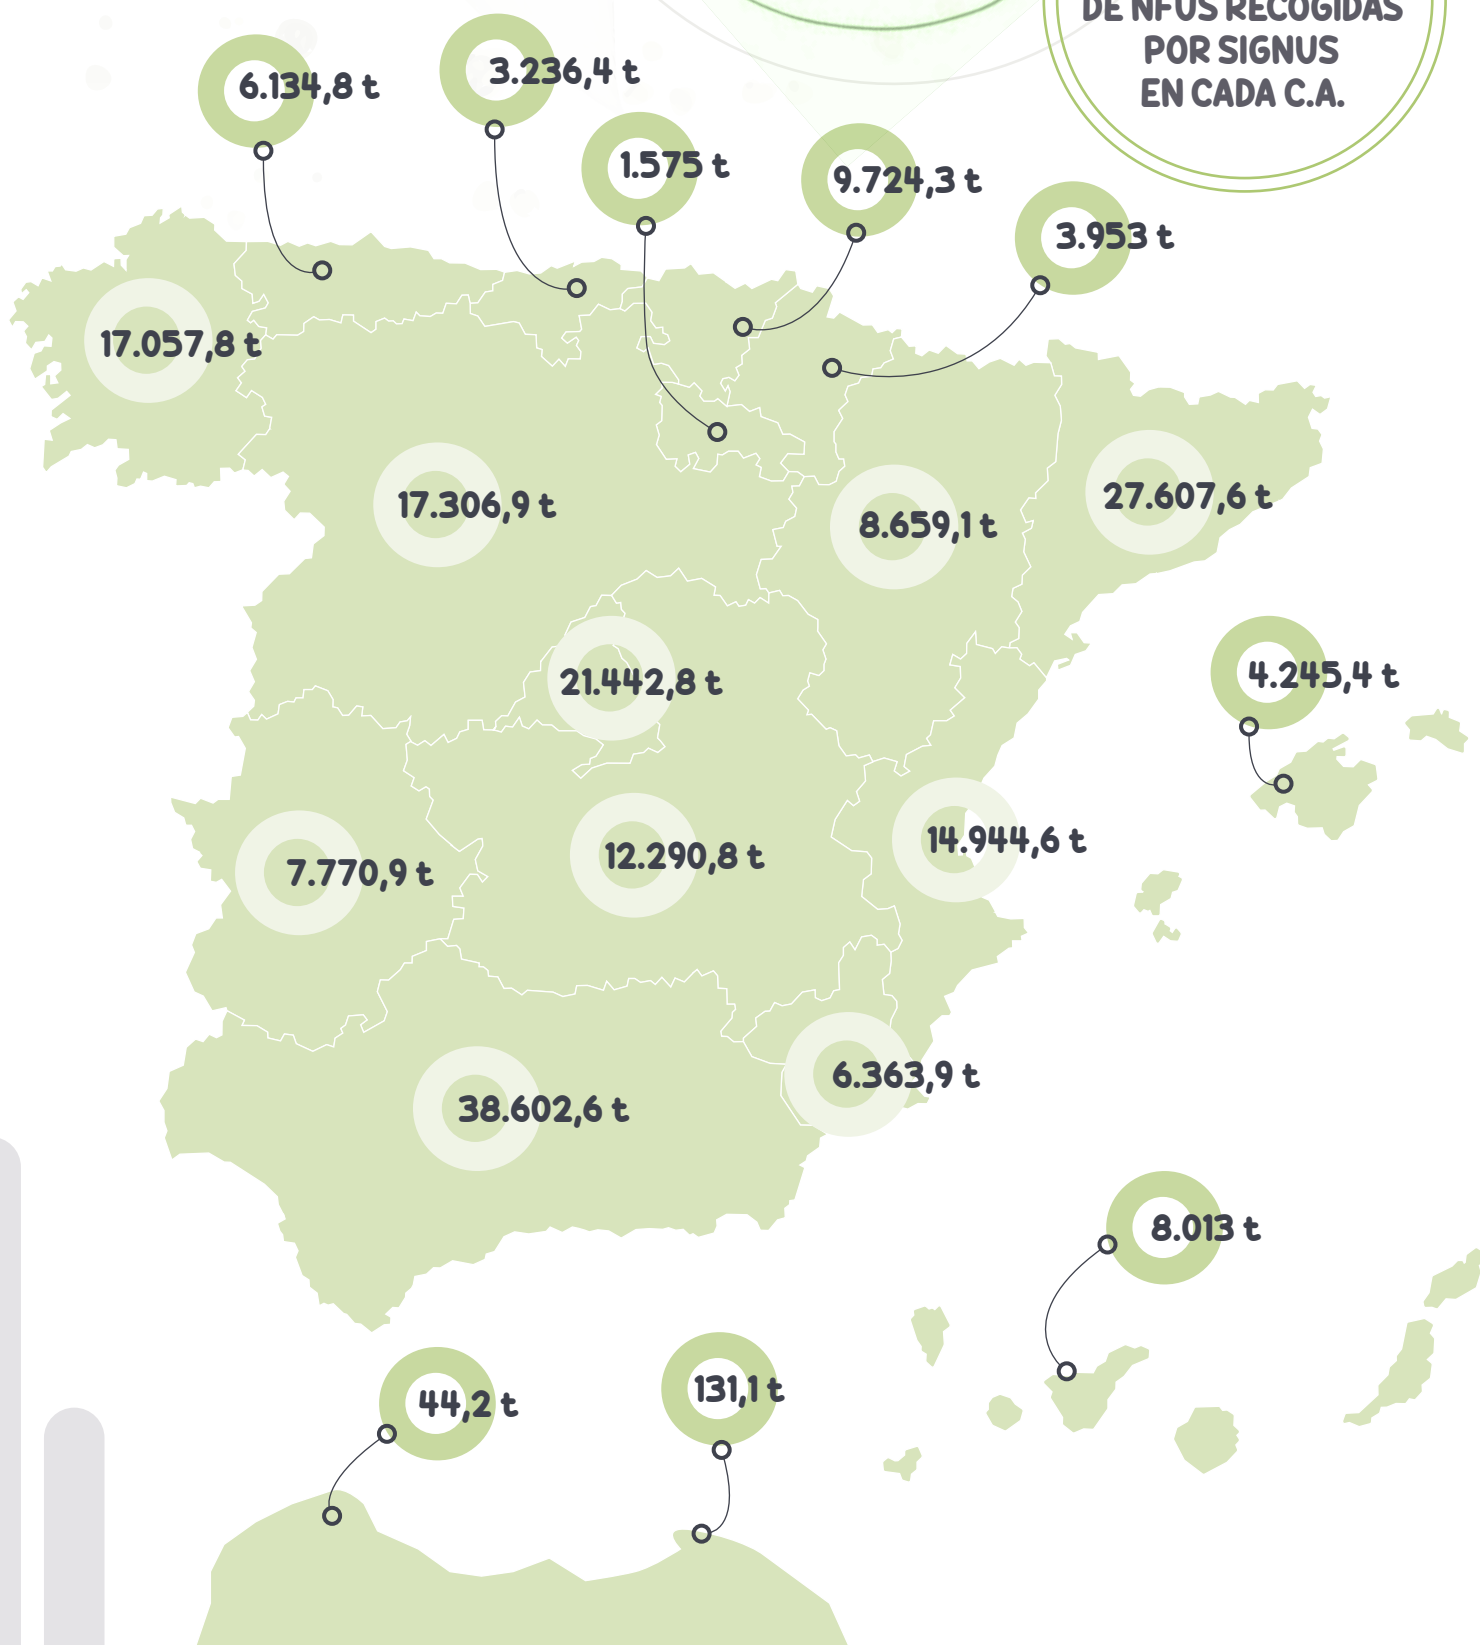 DE NFUS RECOGIDAS
POR SIGNUS
EN CADA C.A.
6.134,8 t
3.236,4 t
1.575 t
9.724,3 t
3.953 t
17.057,8 t
17.306,9 t
8.659,1 t
27.607,6 t
21.442,8 t
4.245,4 t
7.770,9 t
12.290,8 t
14.944,6 t
38.602,6 t
6.363,9 t
8.013 t
44,2 t
131,1 t